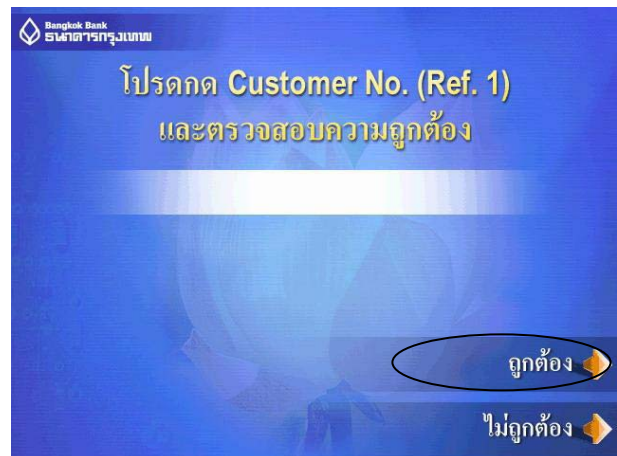 Bangkok Bank
ธนาคารกรุงเทพ
โปรดกด Customer No. (Ref. 1)
และตรวจสอบความถูกต้อง
ถูกต้อง
ไม่ถูกต้อง